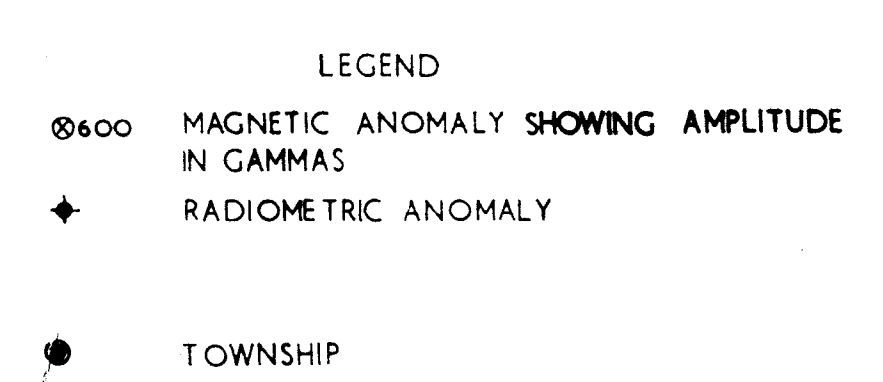 LEGEND
⊗600 MAGNETIC ANOMALY SHOWING AMPLITUDE
IN GAMMAS
RADIOMETRIC ANOMALY
TOWNSHIP